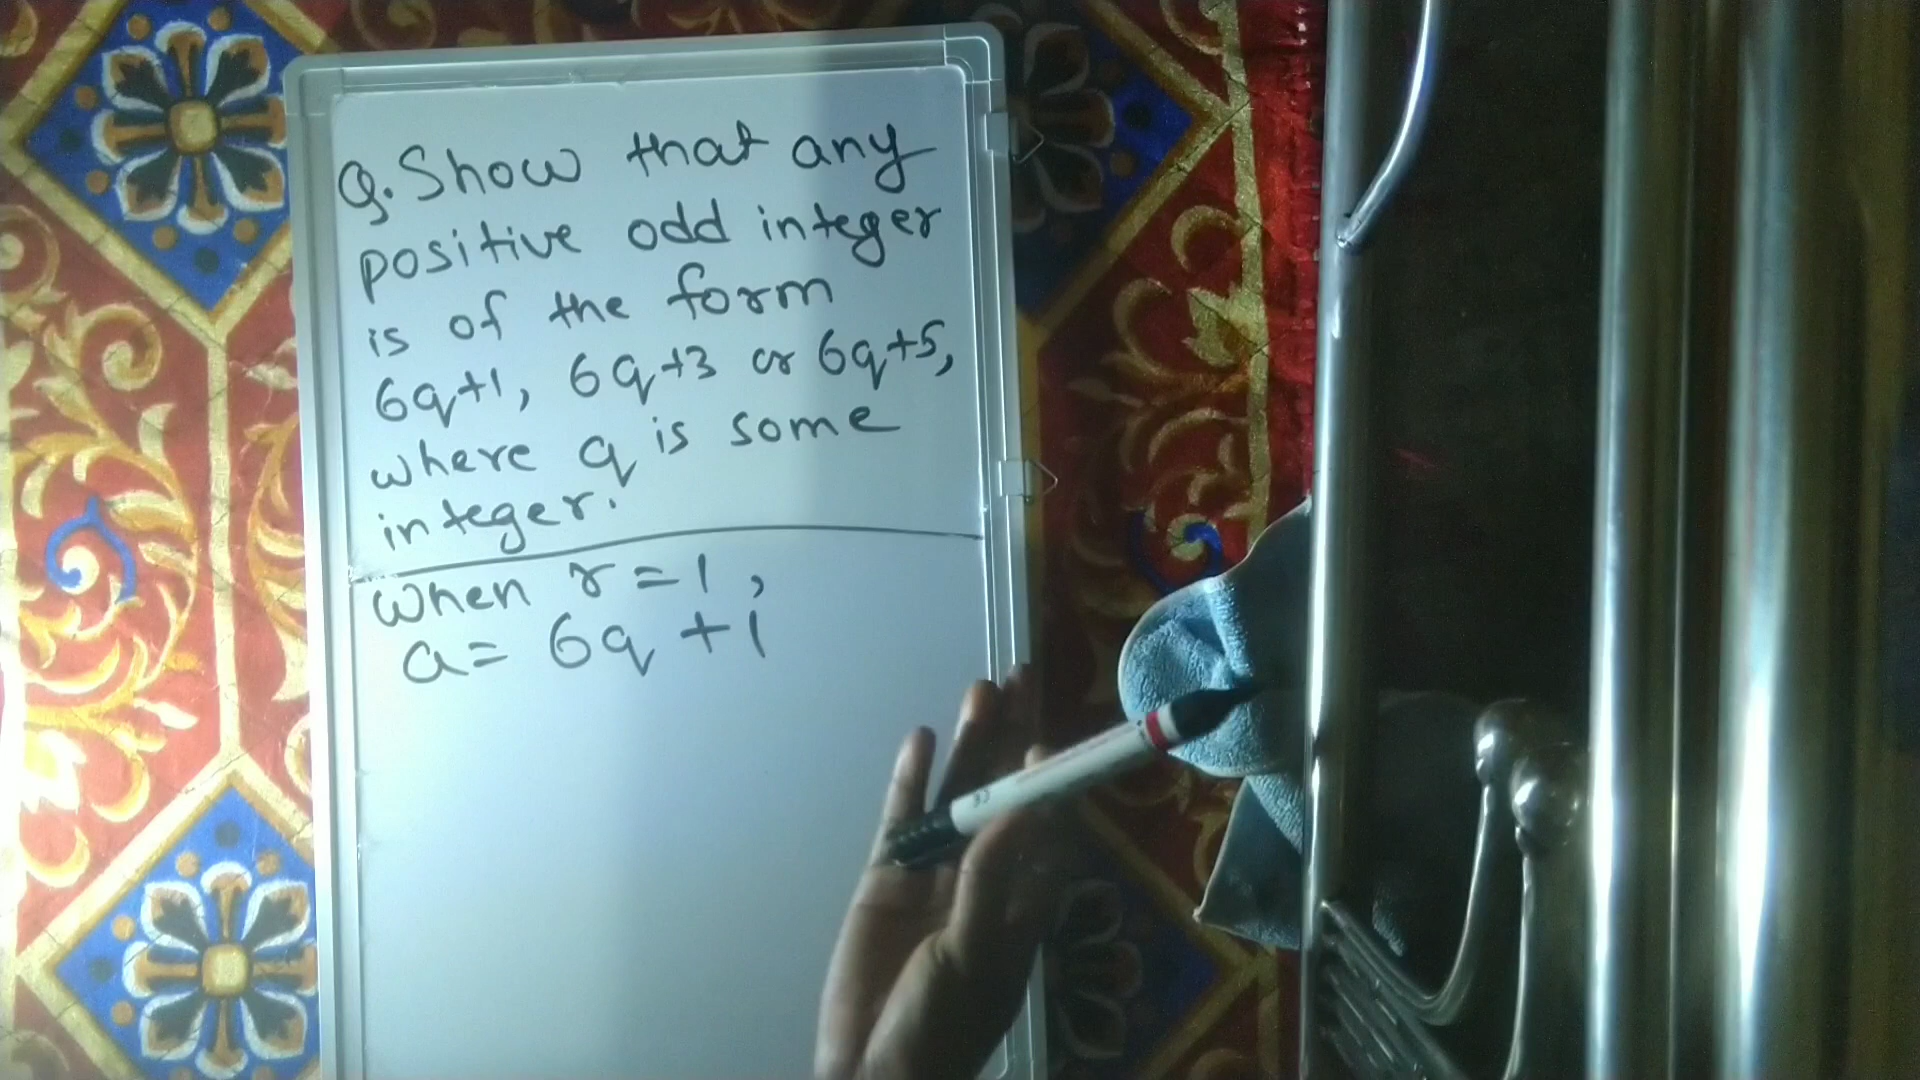 Q. Show that any
positive odd integer
is of the form
6q+1, 6q+3 or 6q+5,
where q is some
integer.
When r=1,
a= 6q +1